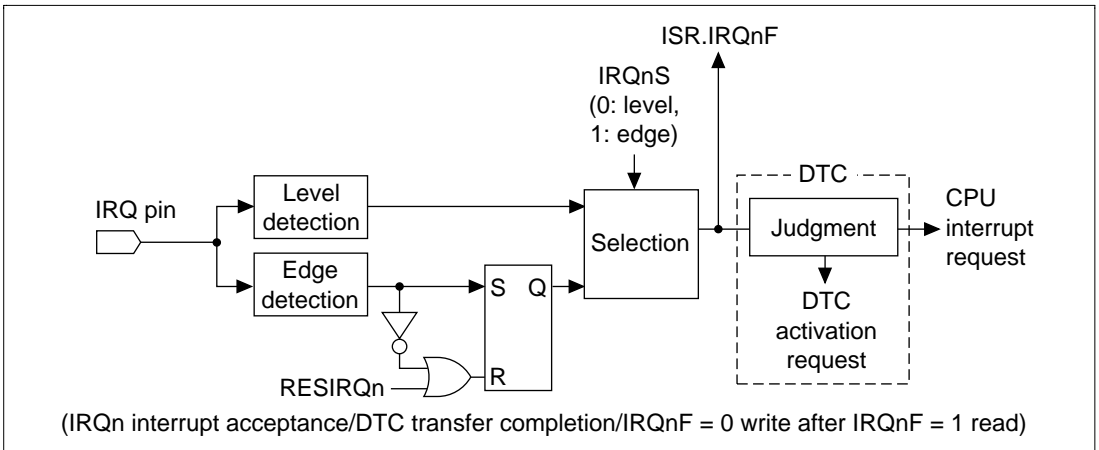 ISR.IRQnF
IRQnS
(0: level,
1: edge)
DTC
Level
detection
IRQ pin
CPU
interrupt
request
Selection
Judgment
Edge
detection
S Q
DTC
activation
request
R
RESIRQn
(IRQn interrupt acceptance/DTC transfer completion/IRQnF = 0 write after IRQnF = 1 read)